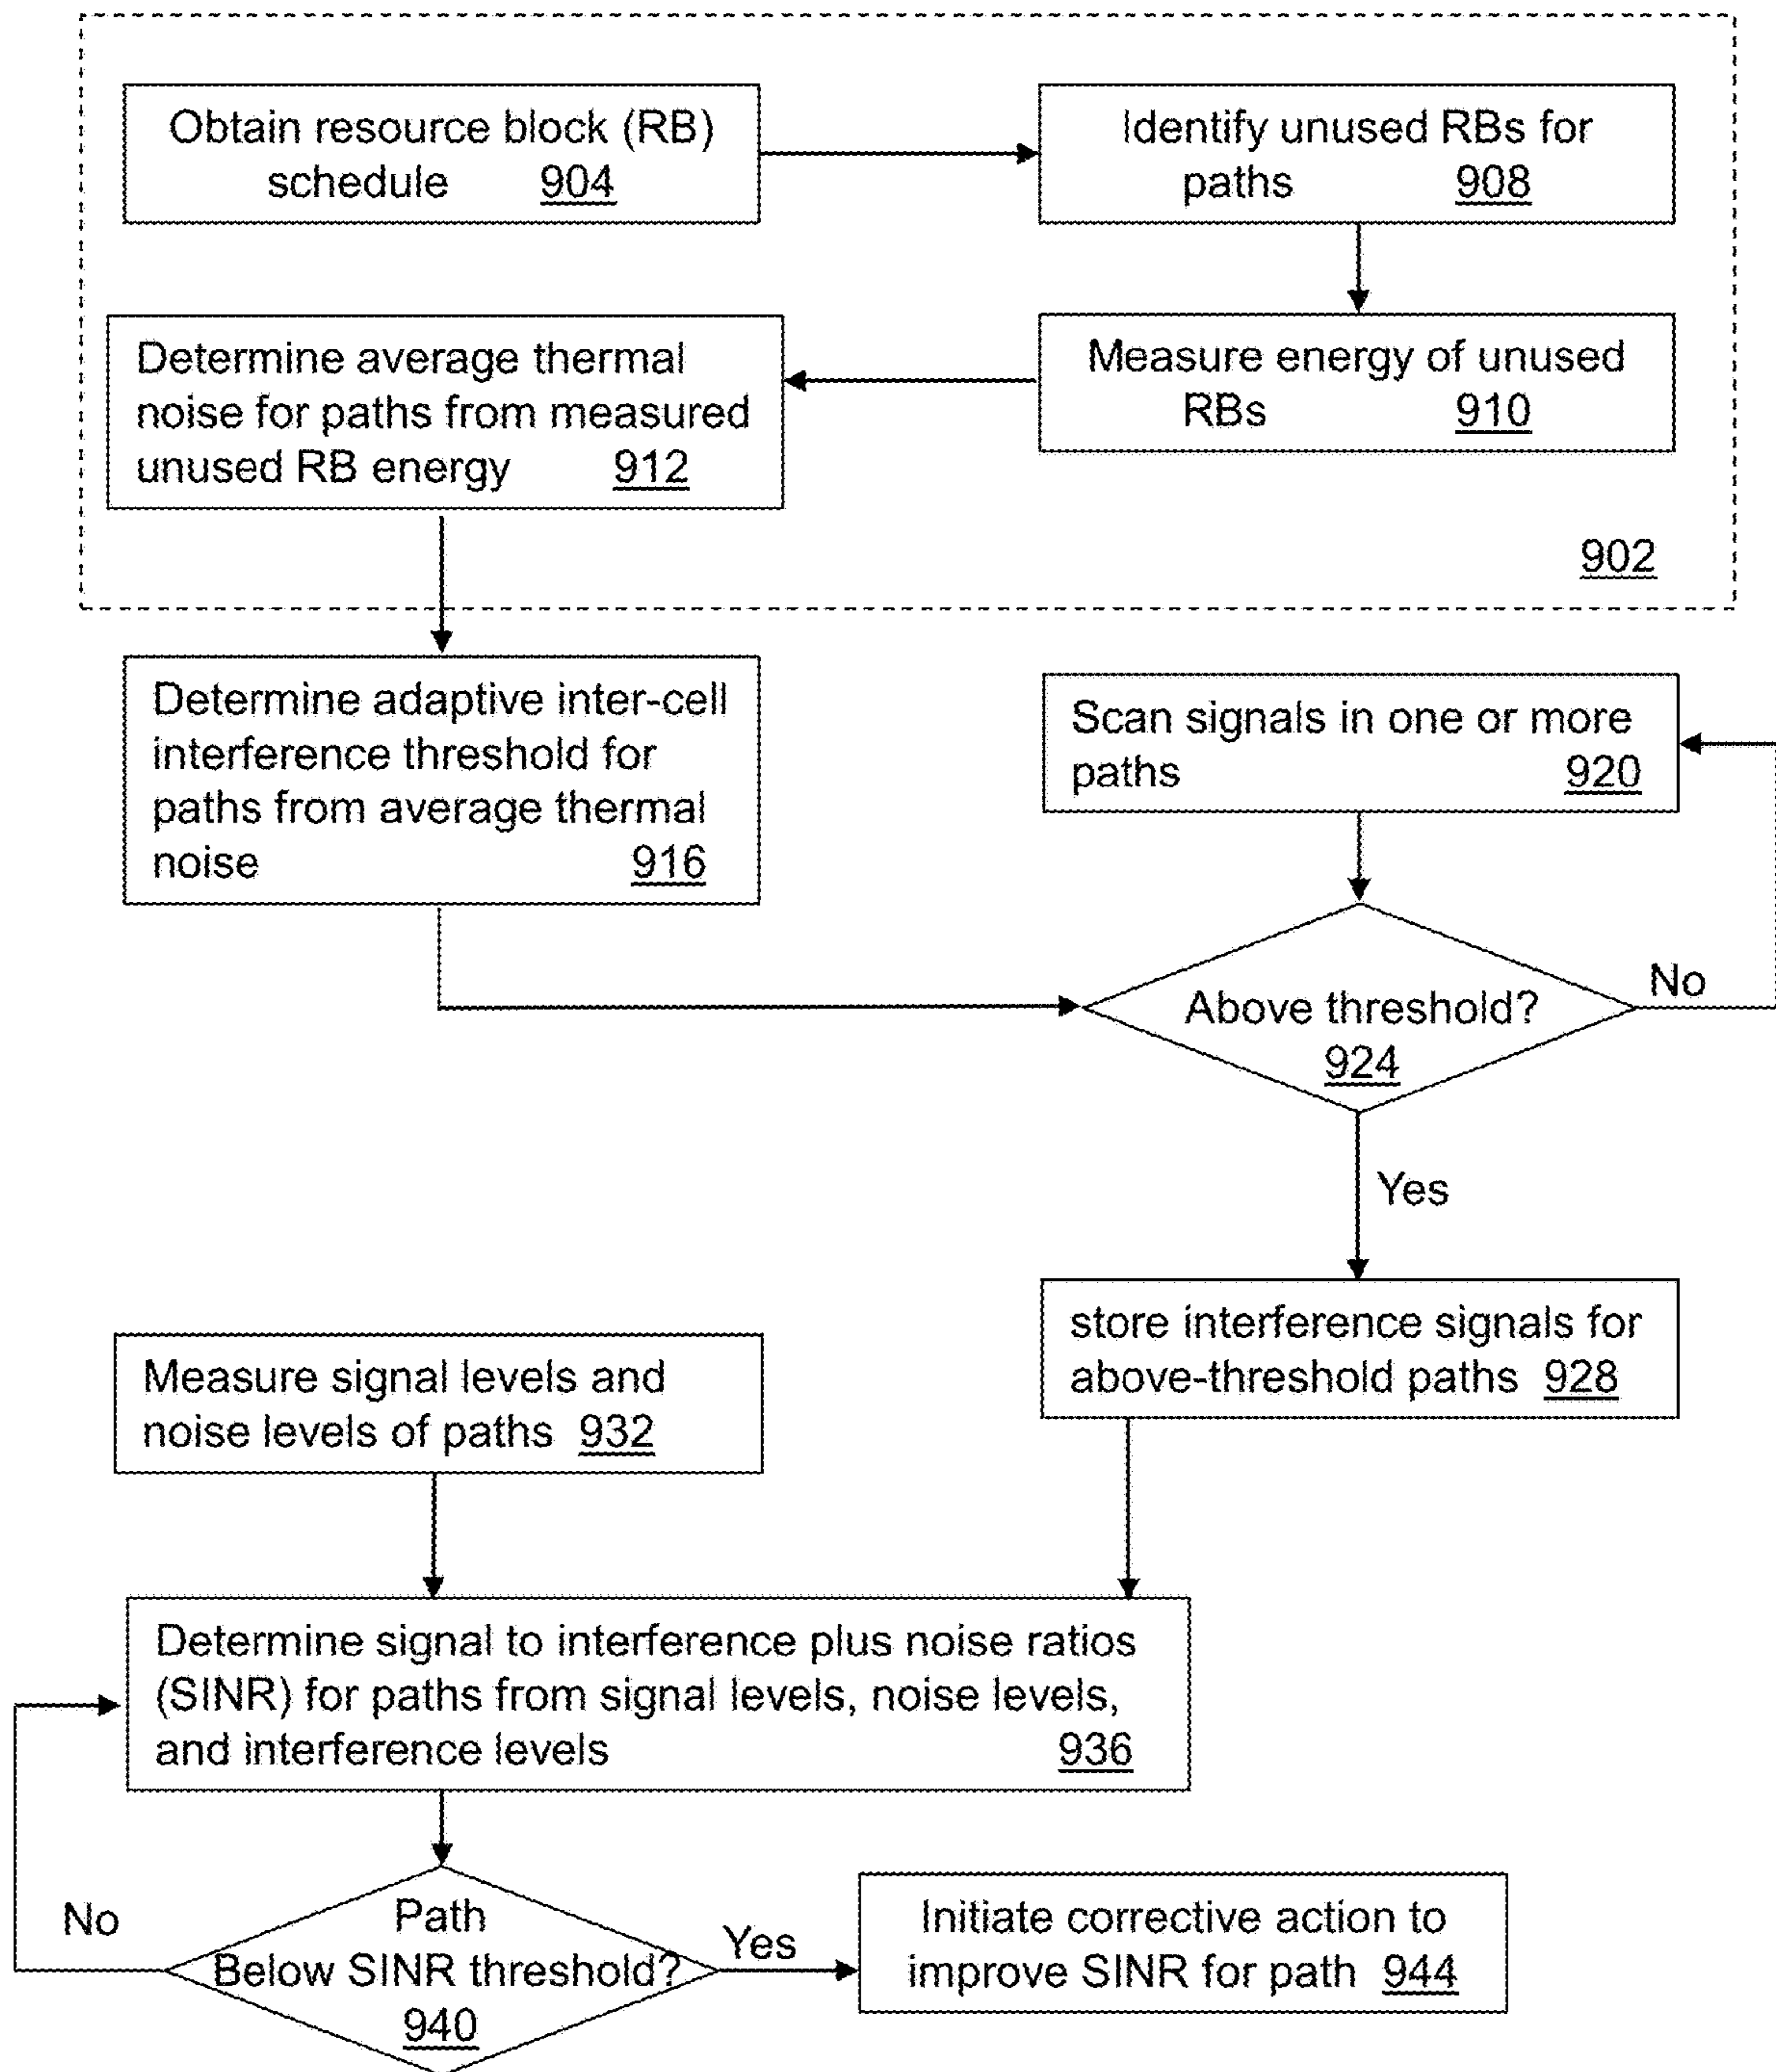 Obtain resource block (RB)
schedule 904
Identify unused RBs for
paths 908
Determine average thermal
noise for paths from measured
unused RB energy 912
Measure energy of unused
RBs 910
902
Determine adaptive inter-cell
interference threshold for
paths from average thermal
noise 916
Scan signals in one or more
paths 920
Above threshold?
924
No
Yes
store interference signals for
above-threshold paths 928
Measure signal levels and
noise levels of paths 932
Determine signal to interference plus noise ratios
(SINR) for paths from signal levels, noise levels,
and interference levels 936
No
Path
Below SINR threshold?
940
Yes
Initiate corrective action to
improve SINR for path 944